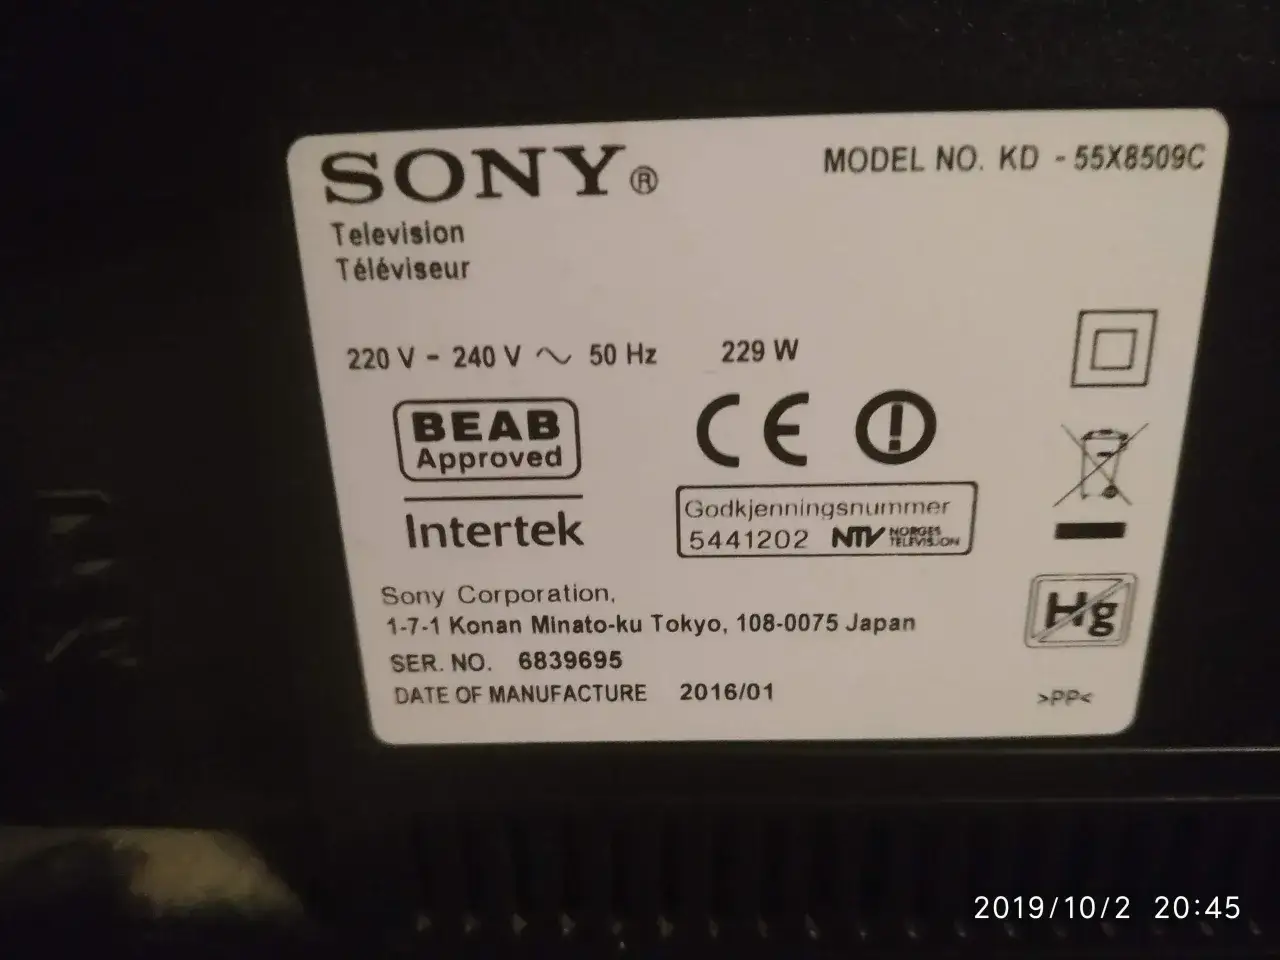 SONY®
MODEL NO. KD - 55X8509C
Television
Téléviseur
220 V - 240 V ~ 50 Hz 229 W
BEAB
Approved
CE
Intertek
Godkjenningsnummer
5441202 NTV NORGES
TELEVISJON
Hg
Sony Corporation,
1-7-1 Konan Minato-ku Tokyo, 108-0075 Japan
SER. NO. 6839695
DATE OF MANUFACTURE 2016/01
>PP<
2019/10/2 20:45